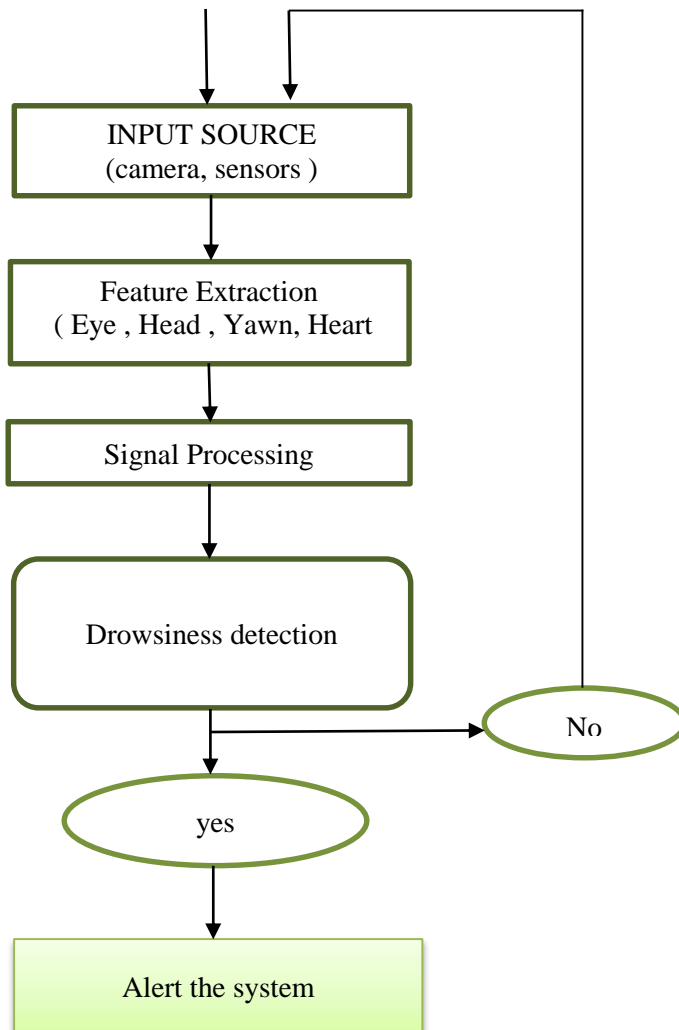 INPUT SOURCE
(camera, sensors )
Feature Extraction
( Eye , Head , Yawn, Heart
Signal Processing
Drowsiness detection
No
yes
Alert the system